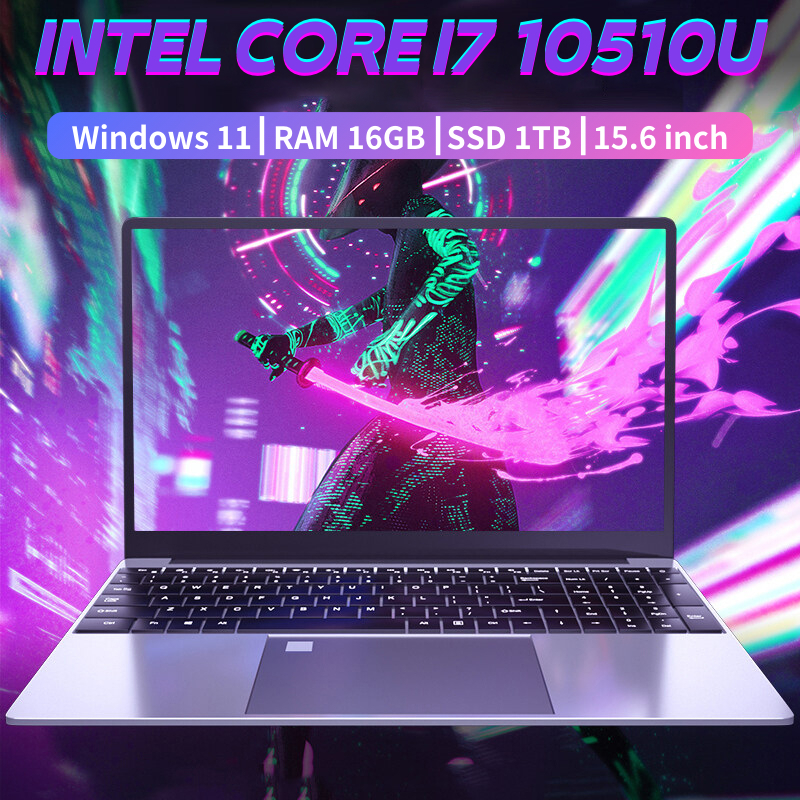 INTEL CORE I7 10510U
Windows 11|RAM 16GB|SSD 1TB|15.6 inch
Q W E R T Y U I O P
A S D F G H J K L
Z X C V B N M